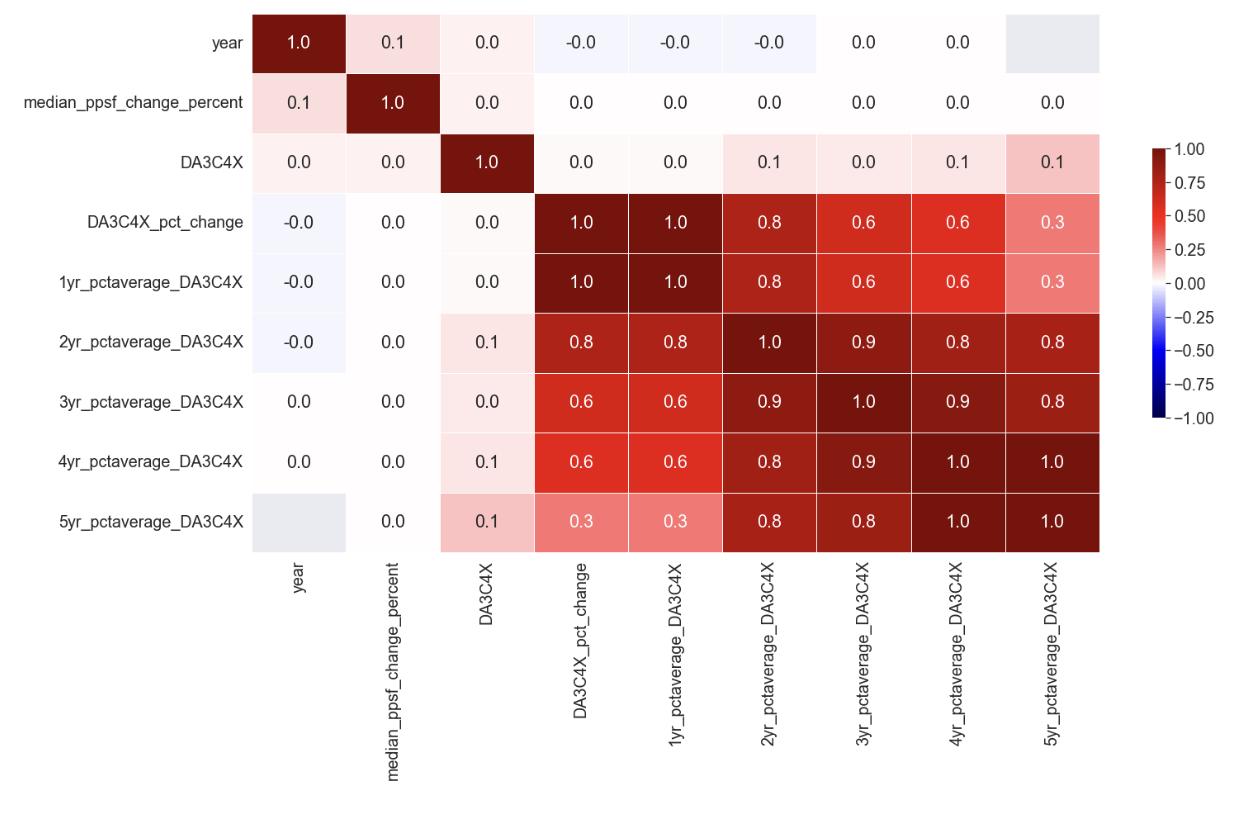 year 1.0 0.1 0.0 -0.0 -0.0 -0.0 0.0 0.0
median_ppsf_change_percent 0.1 1.0 0.0 0.0 0.0 0.0 0.0 0.0 0.0
DA3C4X 0.0 0.0 1.0 0.0 0.0 0.1 0.0 0.1 0.1
DA3C4X_pct_change -0.0 0.0 0.0 1.0 1.0 0.8 0.6 0.6 0.3
1yr_pctaverage_DA3C4X -0.0 0.0 0.0 1.0 1.0 0.8 0.6 0.6 0.3
2yr_pctaverage_DA3C4X -0.0 0.0 0.1 0.8 0.8 1.0 0.9 0.8 0.8
3yr_pctaverage_DA3C4X 0.0 0.0 0.0 0.6 0.6 0.9 1.0 0.9 0.8
4yr_pctaverage_DA3C4X 0.0 0.0 0.1 0.6 0.6 0.8 0.9 1.0 1.0
5yr_pctaverage_DA3C4X 0.0 0.1 0.3 0.3 0.8 0.8 1.0 1.0
year
median_ppsf_change_percent
DA3C4X
DA3C4X_pct_change
1yr_pctaverage_DA3C4X
2yr_pctaverage_DA3C4X
3yr_pctaverage_DA3C4X
4yr_pctaverage_DA3C4X
5yr_pctaverage_DA3C4X
1.00
0.75
0.50
0.25
0.00
−0.25
−0.50
−0.75
−1.00